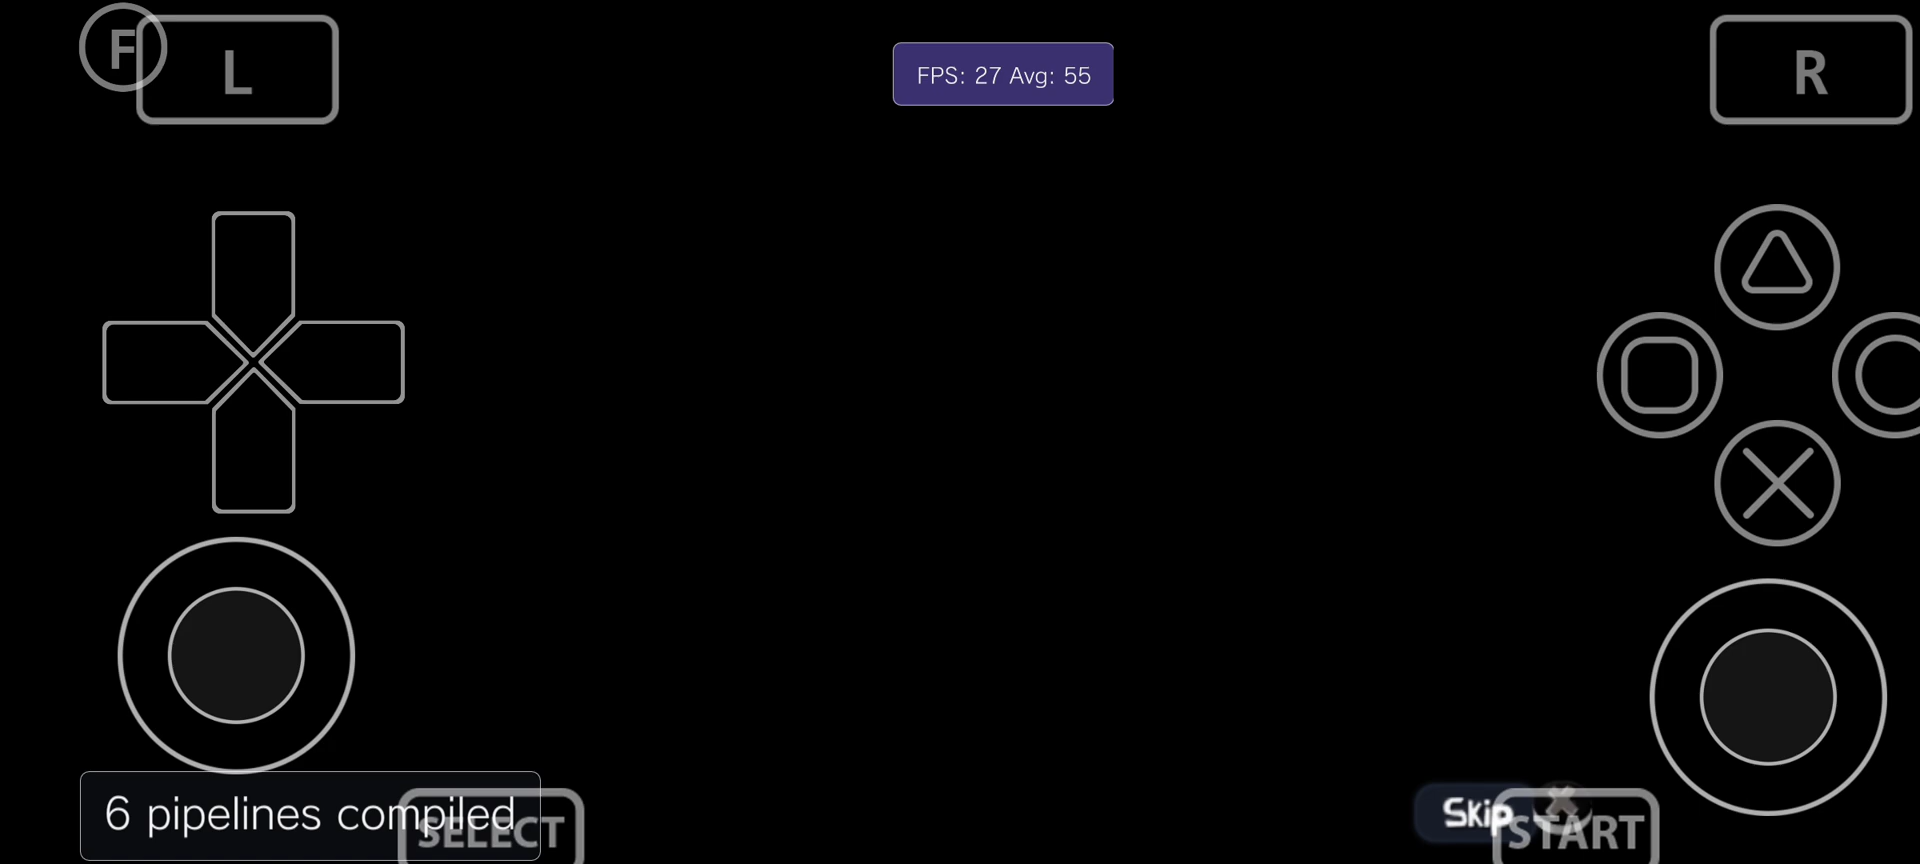 F
L
FPS: 27 Avg: 55
R
6 pipelines compiled
SELECT
Skip
START